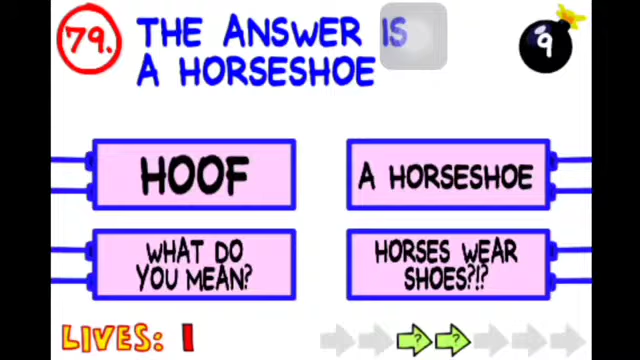 79.
THE ANSWER IS
A HORSESHOE
9
HOOF
A HORSESHOE
WHAT DO
YOU MEAN?
HORSES WEAR
SHOES?!?
LIVES: 1
? ?